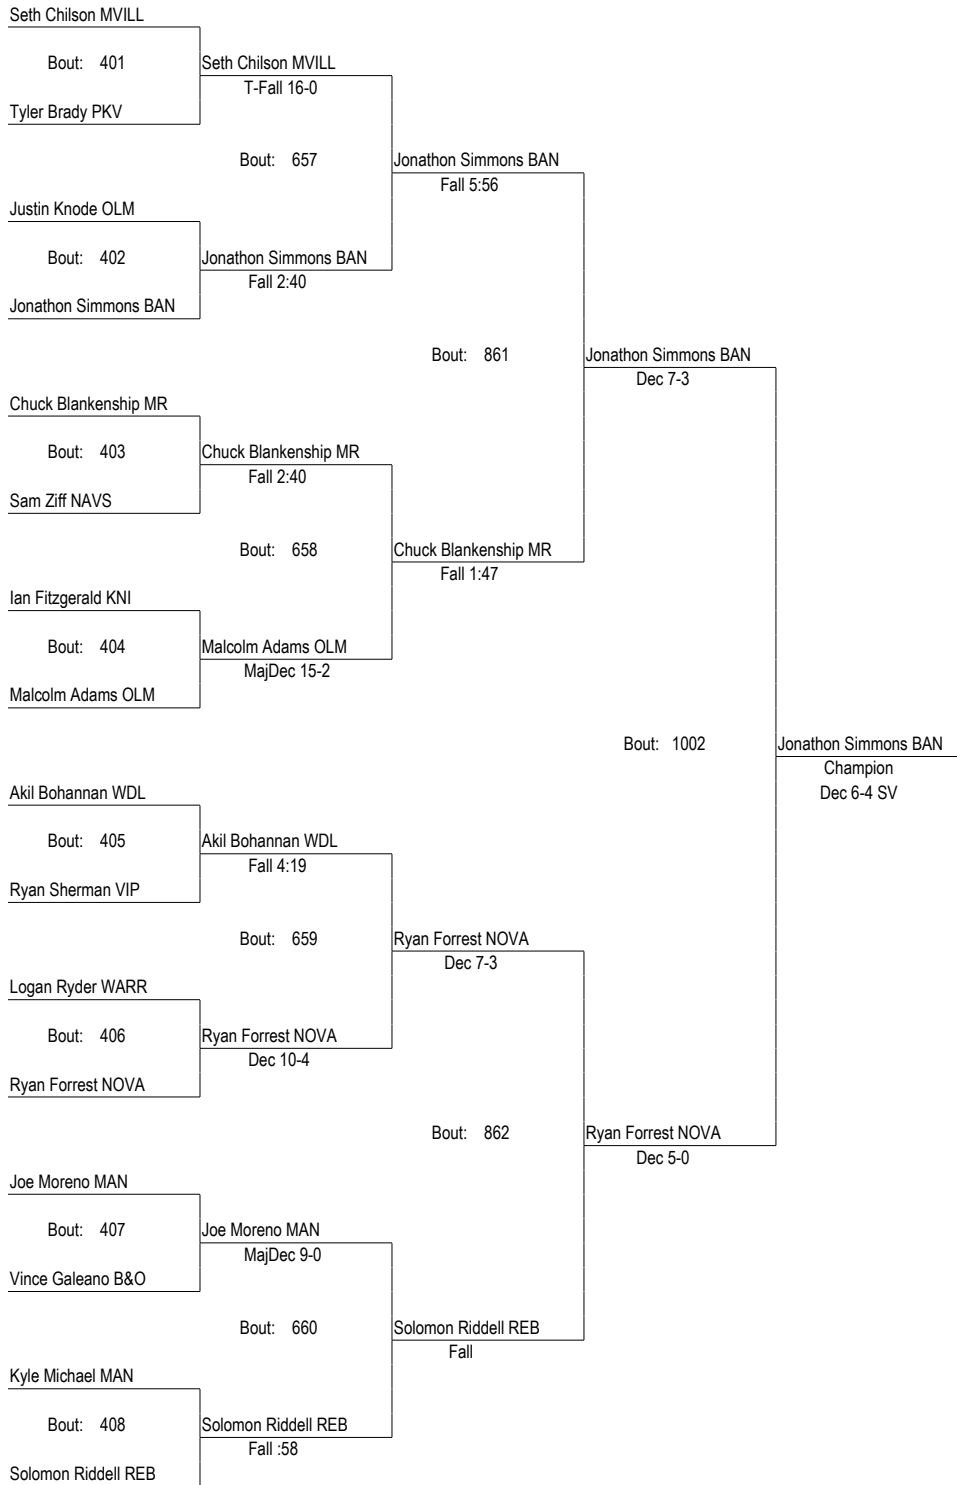 Seth Chilson MVILL
Bout: 401
Seth Chilson MVILL
T-Fall 16-0
Tyler Brady PKV
Bout: 657
Jonathon Simmons BAN
Fall 5:56
Justin Knode OLM
Bout: 402
Jonathon Simmons BAN
Fall 2:40
Jonathon Simmons BAN
Bout: 861
Jonathon Simmons BAN
Dec 7-3
Chuck Blankenship MR
Bout: 403
Chuck Blankenship MR
Fall 2:40
Sam Ziff NAVS
Bout: 658
Chuck Blankenship MR
Fall 1:47
Ian Fitzgerald KNI
Bout: 404
Malcolm Adams OLM
MajDec 15-2
Malcolm Adams OLM
Bout: 1002
Jonathon Simmons BAN
Champion
Dec 6-4 SV
Akil Bohannan WDL
Bout: 405
Akil Bohannan WDL
Fall 4:19
Ryan Sherman VIP
Bout: 659
Ryan Forrest NOVA
Dec 7-3
Logan Ryder WARR
Bout: 406
Ryan Forrest NOVA
Dec 10-4
Ryan Forrest NOVA
Bout: 862
Ryan Forrest NOVA
Dec 5-0
Joe Moreno MAN
Bout: 407
Joe Moreno MAN
MajDec 9-0
Vince Galeano B&O
Bout: 660
Solomon Riddell REB
Fall
Kyle Michael MAN
Bout: 408
Solomon Riddell REB
Fall :58
Solomon Riddell REB